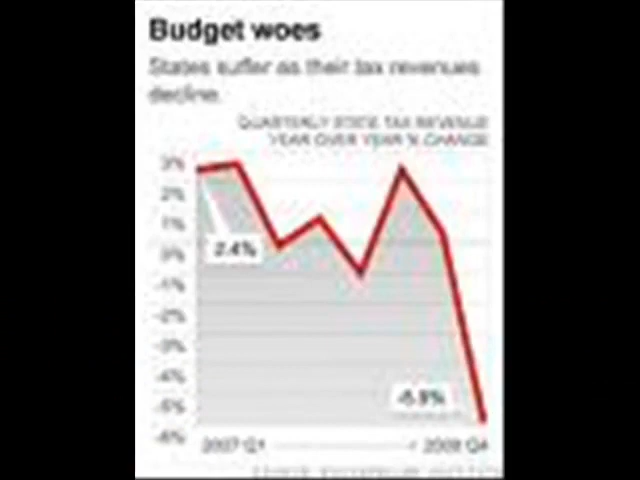 Budget woes
States suffer as their tax revenues
decline.
QUARTERLY STATE TAX REVENUE
YEAR OVER YEAR % CHANGE
3%
2%
1%
0%
-1%
-2%
-3%
-4%
-5%
-6%
2.4%
-5.8%
2007 Q1
2008 Q4